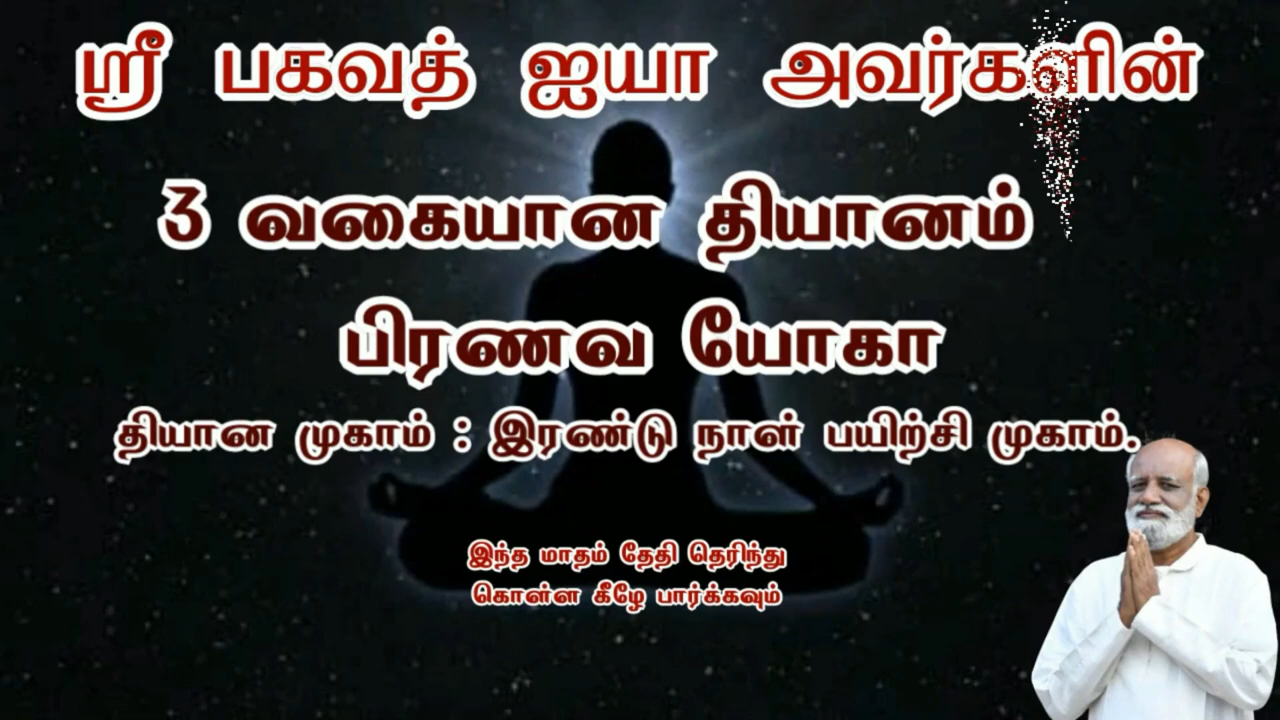 ஸ்ரீ பகவத் ஐயா அவர்களின்
3 வகையான தியானம்
பிரணவ யோகா
தியான முகாம் : இரண்டு நாள் பயிற்சி முகாம்.
இந்த மாதம் தேதி தெரிந்து
கொள்ள கீழே பார்க்கவும்